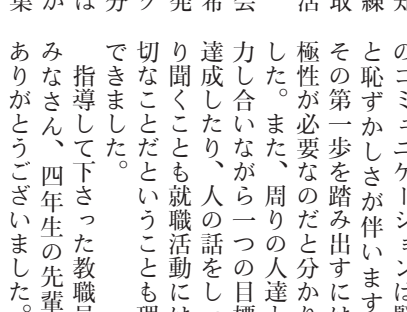 のコミュニケーションは
と恥ずかしさが伴います
その第一歩を踏み出すには
極性が必要なのだと分かり
した。また、周りの人達
力し合いながら一つの目標
達成したり、人の話をしっ
り聞くことも就職活動には
切なことだということも理
できました。
指導して下さった教職員
みなさん、四年生の先輩
ありがとうございました。